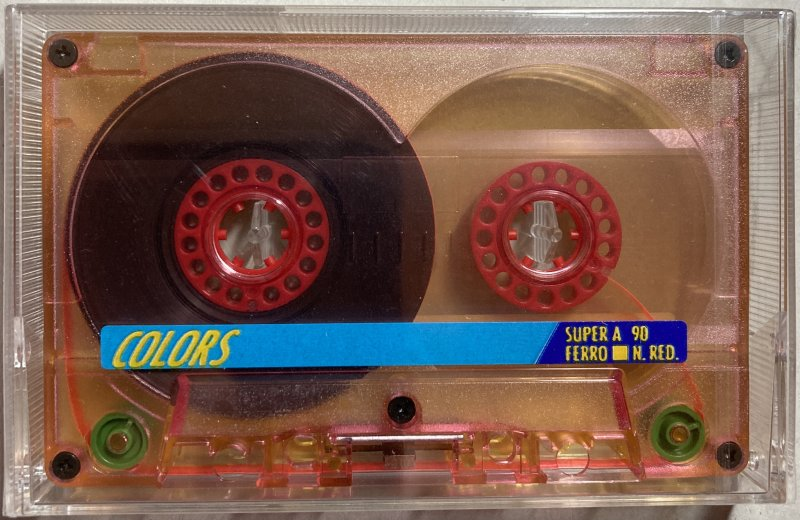 COLORS
SUPER A 90
FERRO N. RED.